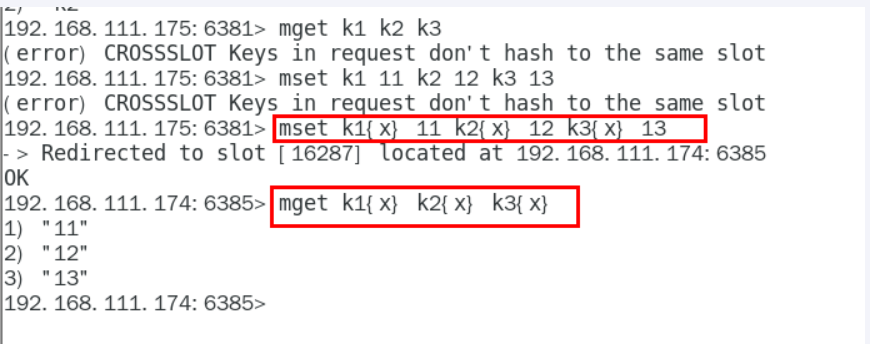 2) "k2"
192.168.111.175:6381> mget k1 k2 k3
(error) CROSSSLOT Keys in request don't hash to the same slot
192.168.111.175:6381> mset k1 11 k2 12 k3 13
(error) CROSSSLOT Keys in request don't hash to the same slot
192.168.111.175:6381> mset k1{x} 11 k2{x} 12 k3{x} 13
-> Redirected to slot [16287] located at 192.168.111.174:6385
OK
192.168.111.174:6385> mget k1{x} k2{x} k3{x}
1) "11"
2) "12"
3) "13"
192.168.111.174:6385>